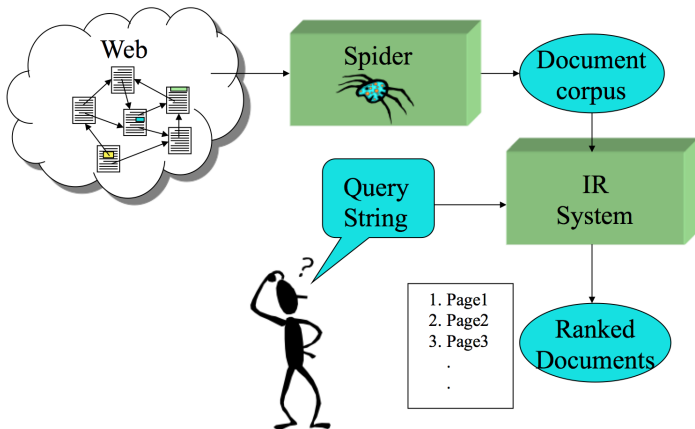 Web
Spider
Document
corpus
Query
String
IR
System
?
1. Page1
2. Page2
3. Page3
.
.
Ranked
Documents